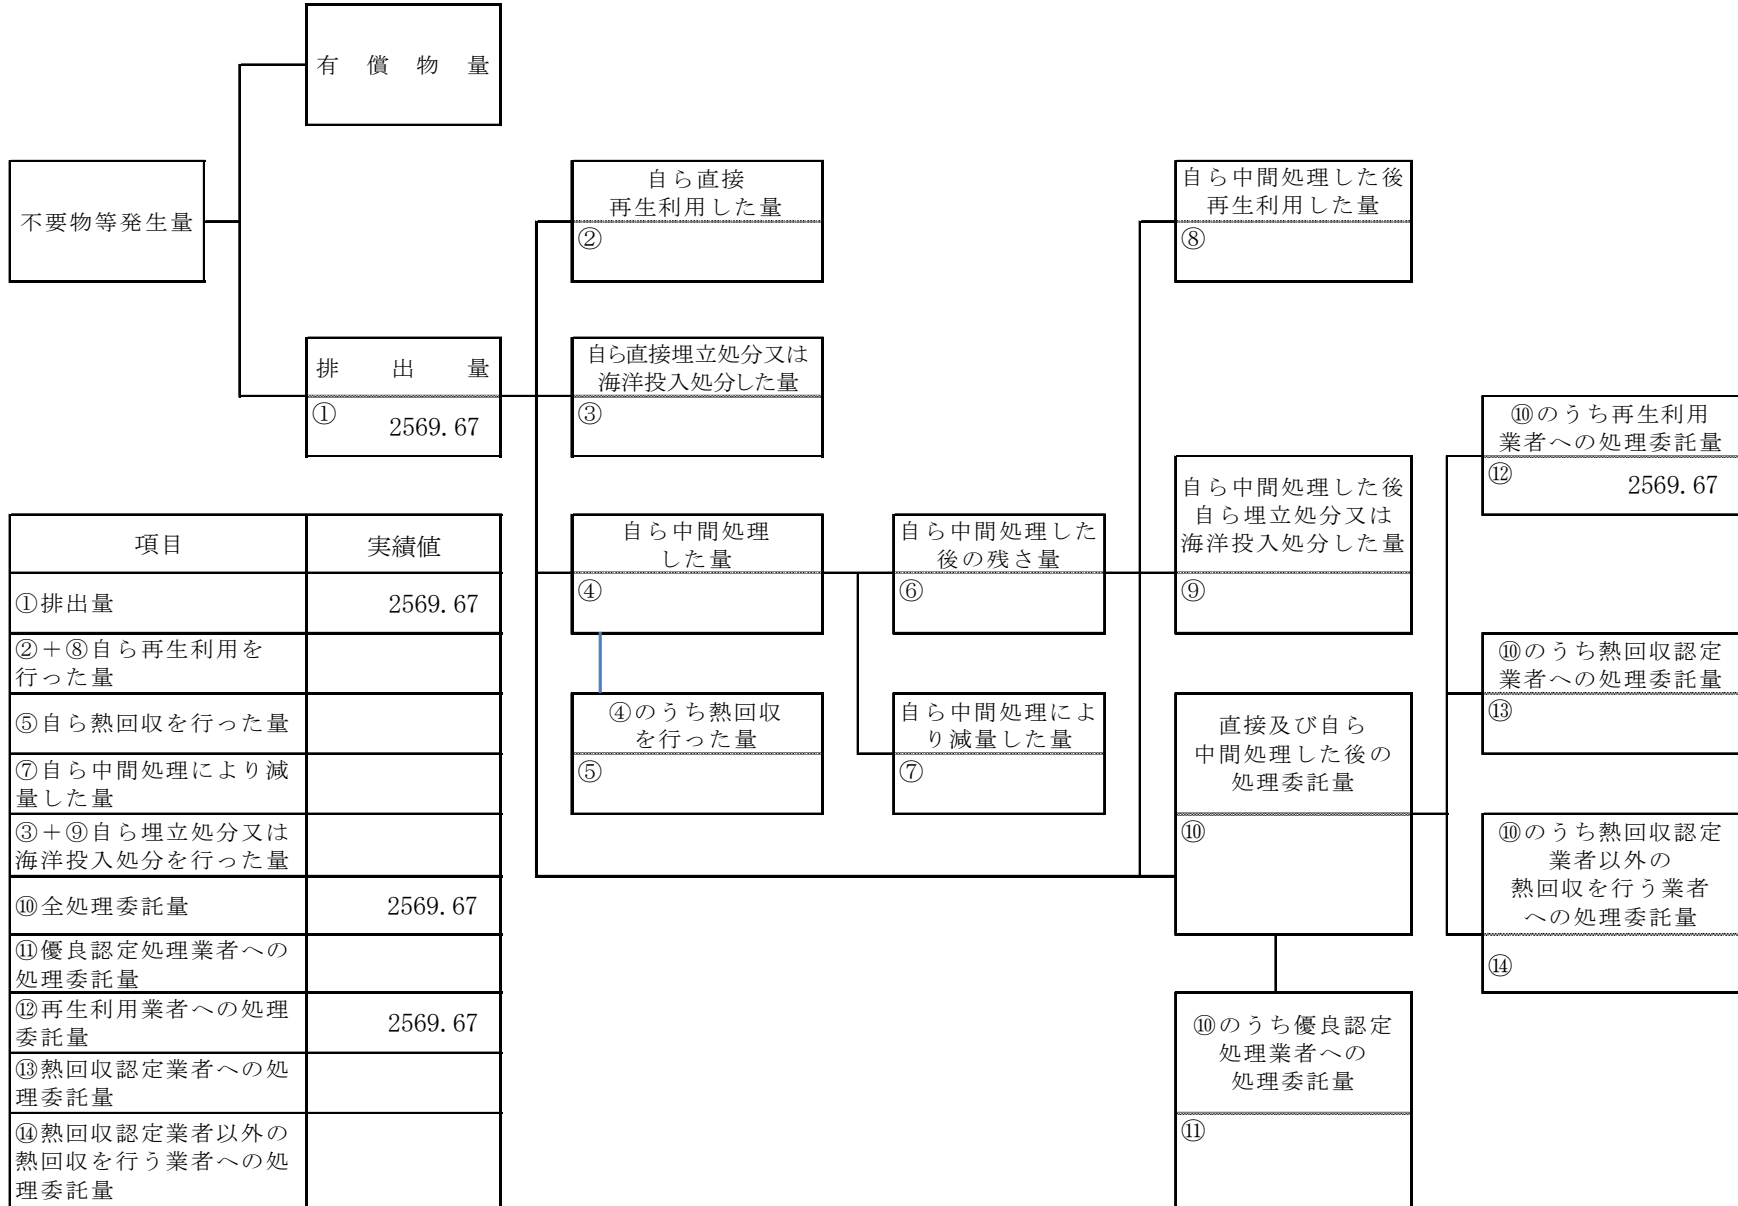 有償物量
不要物等発生量
排出量
①
2569.67
自ら直接
再生利用した量
②
自ら直接埋立処分又は
海洋投入処分した量
③
自ら中間処理
した量
④
④のうち熱回収
を行った量
⑤
自ら中間処理した
後の残さ量
⑥
自ら中間処理によ
り減量した量
⑦
自ら中間処理した後
再生利用した量
⑧
自ら中間処理した後
自ら埋立処分又は
海洋投入処分した量
⑨
直接及び自ら
中間処理した後の
処理委託量
⑩
⑩のうち優良認定
処理業者への
処理委託量
⑪
⑩のうち再生利用
業者への処理委託量
⑫
2569.67
⑩のうち熱回収認定
業者への処理委託量
⑬
⑩のうち熱回収認定
業者以外の
熱回収を行う業者
への処理委託量
⑭
項目 実績値
①排出量 2569.67
②＋⑧自ら再生利用を
行った量
⑤自ら熱回収を行った量
⑦自ら中間処理により減
量した量
③＋⑨自ら埋立処分又は
海洋投入処分を行った量
⑩全処理委託量 2569.67
⑪優良認定処理業者への
処理委託量
⑫再生利用業者への処理
委託量 2569.67
⑬熱回収認定業者への処
理委託量
⑭熱回収認定業者以外の
熱回収を行う業者への処
理委託量